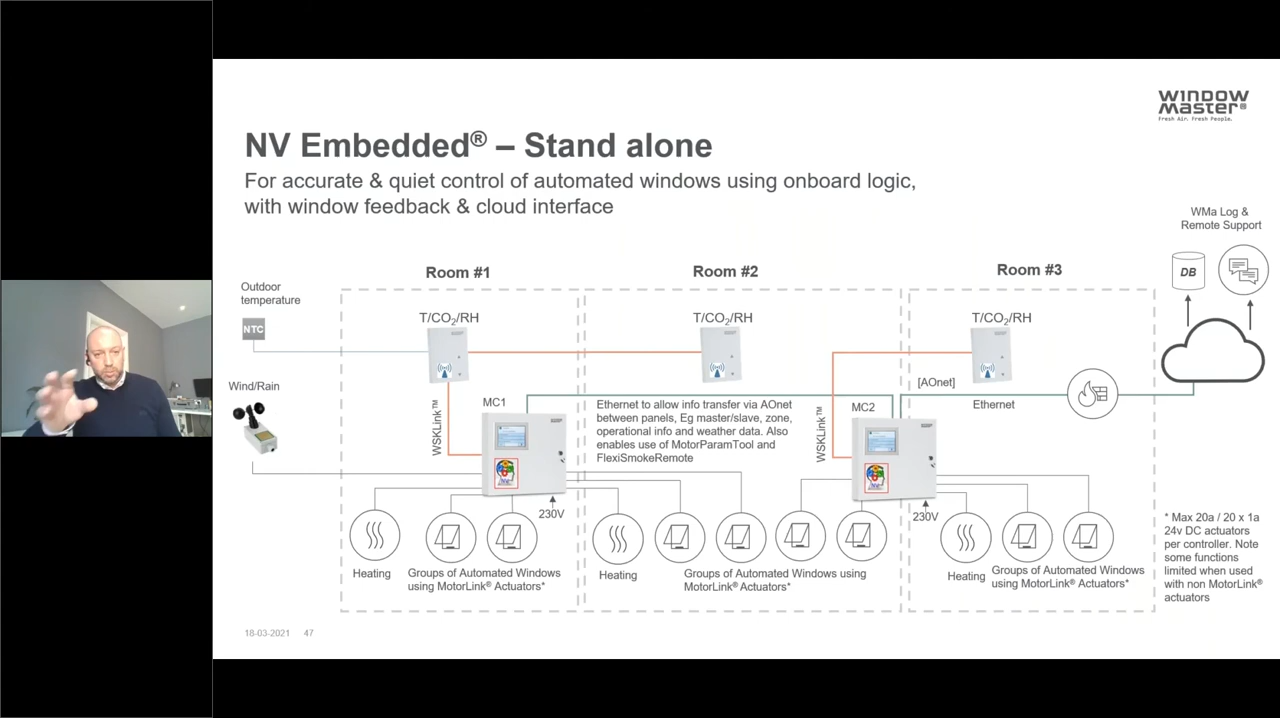 WINDOW
Master®
Fresh Air. Fresh People.
NV Embedded® – Stand alone
For accurate & quiet control of automated windows using onboard logic,
with window feedback & cloud interface
WMa Log &
Remote Support
DB
Room #1
Room #2
Room #3
Outdoor
temperature
NTC
T/CO₂/RH
T/CO₂/RH
T/CO₂/RH
Wind/Rain
WSKLink™
MC1
Ethernet to allow info transfer via AOnet
between panels, Eg master/slave, zone,
operational info and weather data. Also
enables use of MotorParamTool and
FlexiSmokeRemote
WSKLink™
MC2
[AOnet]
Ethernet
230V
230V
Heating
Groups of Automated Windows
using MotorLink® Actuators*
Heating
Groups of Automated Windows using
MotorLink® Actuators*
Heating
Groups of Automated Windows
using MotorLink® Actuators*
* Max 20a / 20 x 1a
24v DC actuators
per controller. Note
some functions
limited when used
with non MotorLink®
actuators
18-03-2021 47